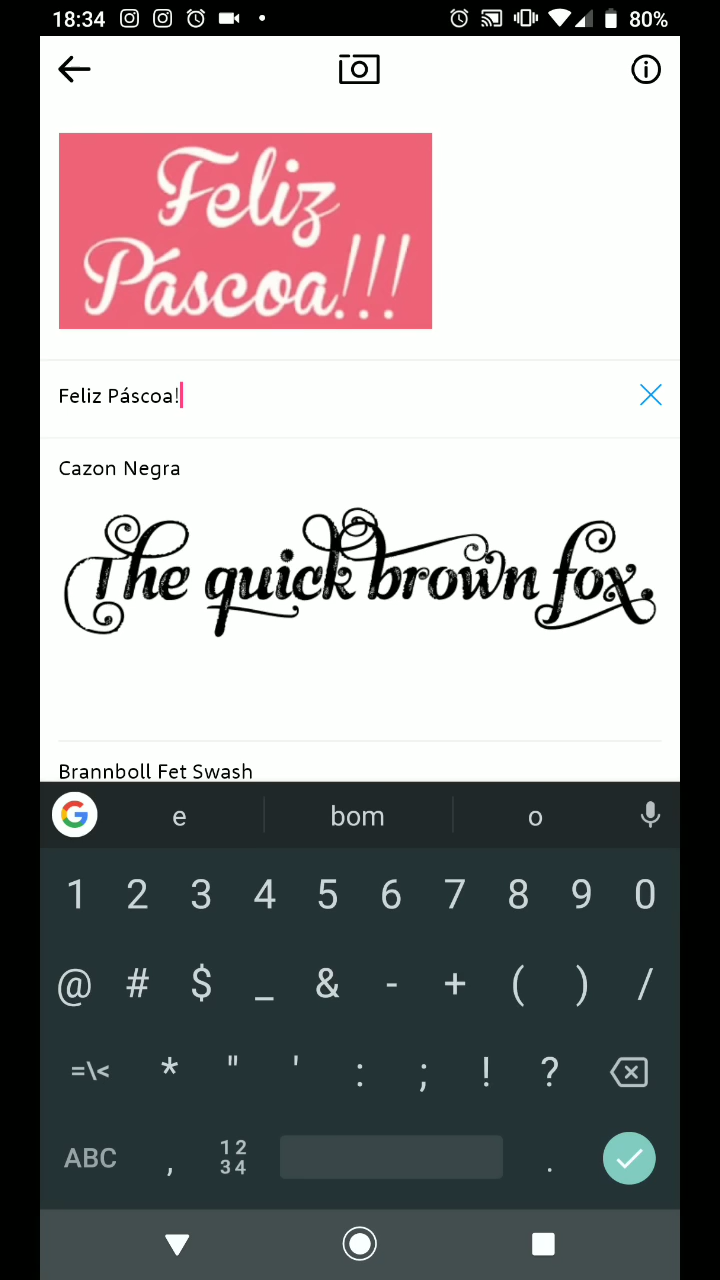 18:34 80%
Feliz
Páscoa!!!
Feliz Páscoa!
Cazon Negra
The quick brown fox.
Brannboll Fet Swash
e bom o
1 2 3 4 5 6 7 8 9 0
@ # $ _ & - + ( ) /
=\< * " ' : ; ! ?
ABC , 12 .
34